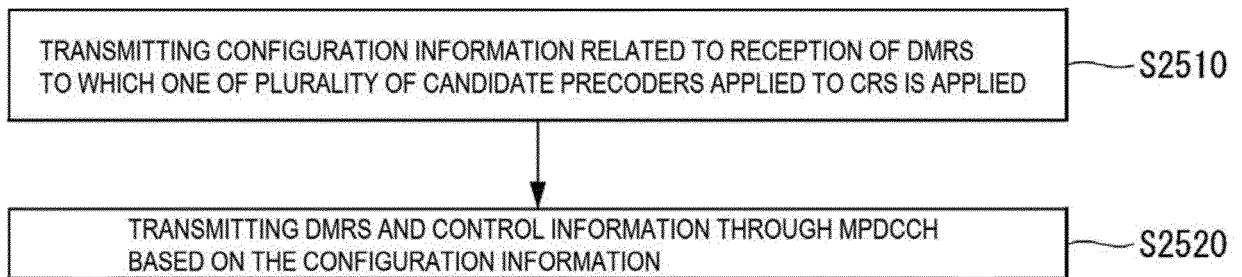 TRANSMITTING CONFIGURATION INFORMATION RELATED TO RECEPTION OF DMRS
TO WHICH ONE OF PLURALITY OF CANDIDATE PRECODERS APPLIED TO CRS IS APPLIED
S2510
TRANSMITTING DMRS AND CONTROL INFORMATION THROUGH MPDCCH
BASED ON THE CONFIGURATION INFORMATION
S2520